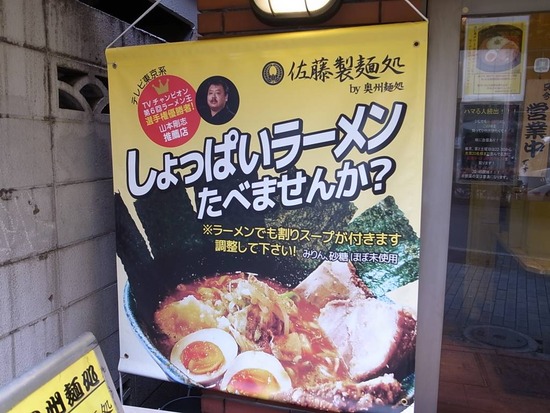 佐藤製麺処
by 奥州麺処
テレビ東京系
TVチャンピオン
第6回ラーメン王
選手権優勝者!
山本剛志
推薦店
しょっぱいラーメン
たべませんか?
※ラーメンでも割りスープが付きます
調整して下さい! みりん、砂糖 ほぼ未使用
営業中
州麺処